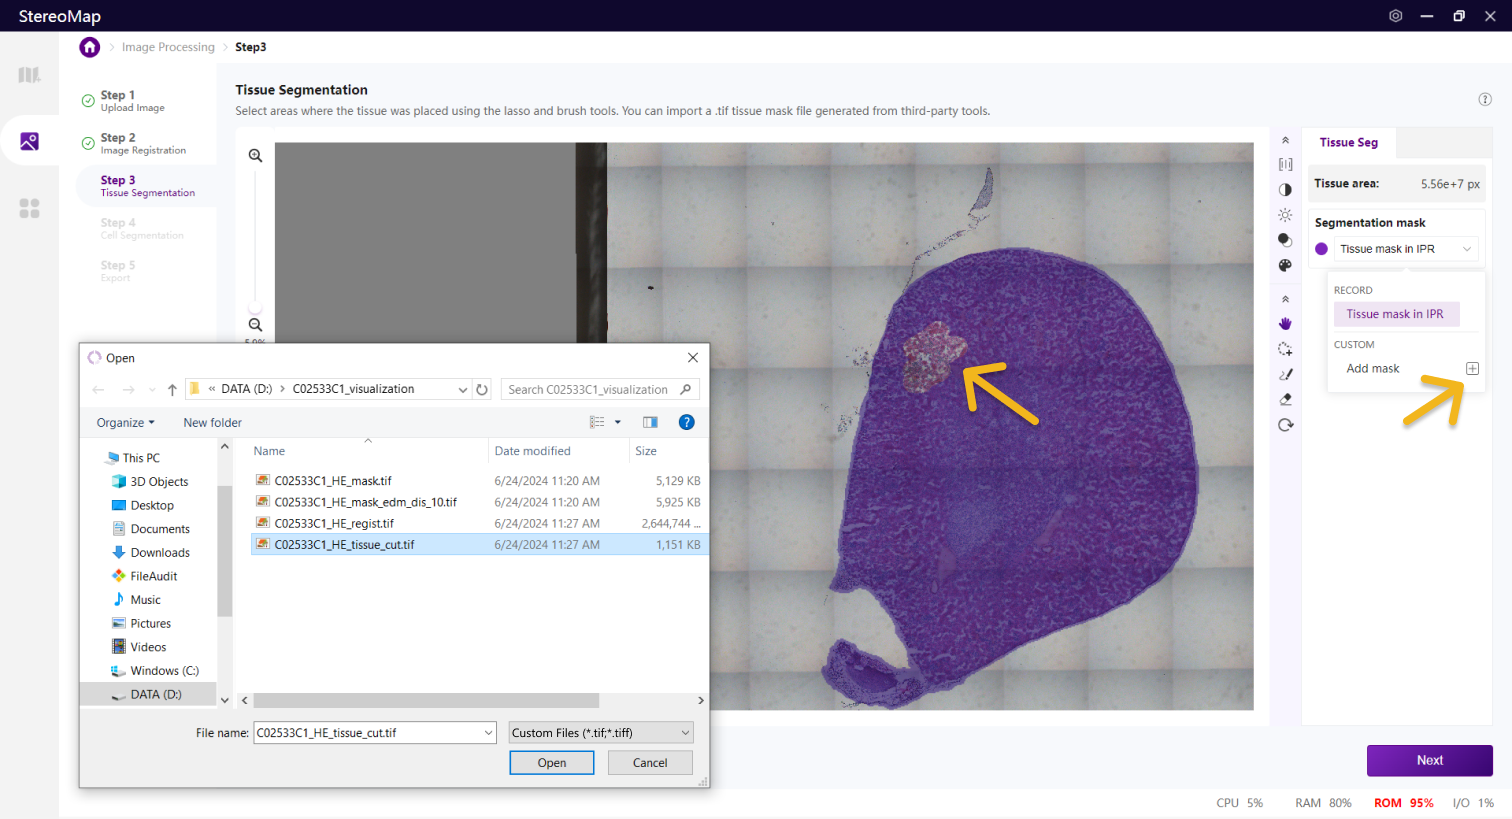 StereoMap
Image Processing > Step3
Step 1
Upload Image
Step 2
Image Registration
Step 3
Tissue Segmentation
Step 4
Cell Segmentation
Step 5
Export
Tissue Segmentation
Select areas where the tissue was placed using the lasso and brush tools. You can import a .tif tissue mask file generated from third-party tools.
Tissue Seg
Tissue area: 5.56e+7 px
Segmentation mask
Tissue mask in IPR
RECORD
Tissue mask in IPR
CUSTOM
Add mask
Open
« DATA (D:) > C02533C1_visualization
Search C02533C1_visualization
Organize
New folder
This PC
3D Objects
Desktop
Documents
Downloads
FileAudit
Music
Pictures
Videos
Windows (C:)
DATA (D:)
Name Date modified Size
C02533C1_HE_mask.tif 6/24/2024 11:20 AM 5,129 KB
C02533C1_HE_mask_edm_dis_10.tif 6/24/2024 11:20 AM 5,925 KB
C02533C1_HE_regist.tif 6/24/2024 11:27 AM 2,644,744 ...
C02533C1_HE_tissue_cut.tif 6/24/2024 11:27 AM 1,151 KB
File name: C02533C1_HE_tissue_cut.tif
Custom Files (*.tif;*.tiff)
Open
Cancel
Next
CPU 5% RAM 80% ROM 95% I/O 1%